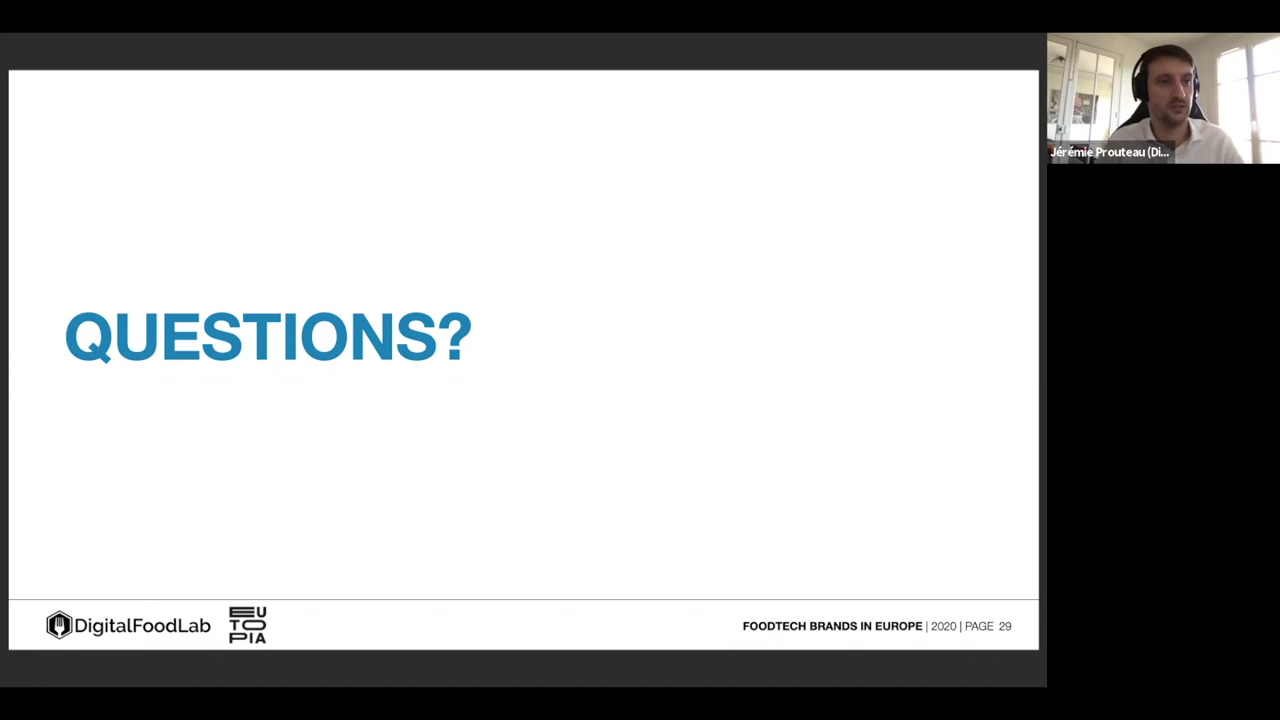 Jérémie Prouteau (Di...
QUESTIONS?
DigitalFoodLab
EU
TO
PIA
FOODTECH BRANDS IN EUROPE | 2020 | PAGE 29